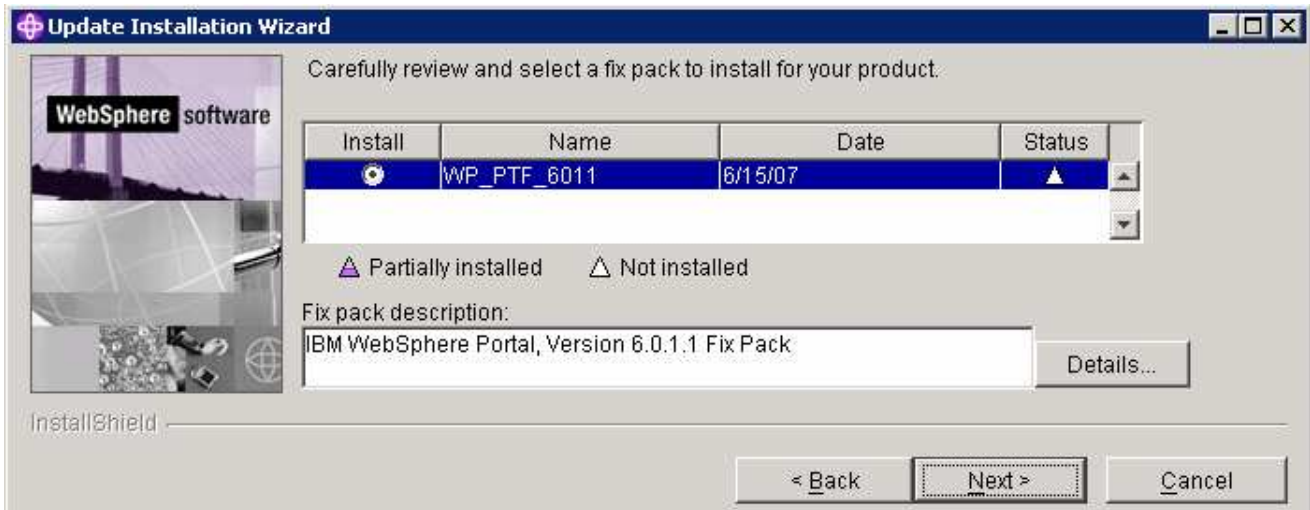 Update Installation Wizard
WebSphere software
Carefully review and select a fix pack to install for your product.
Install Name Date Status
WP_PTF_6011 6/15/07
Partially installed Not installed
Fix pack description:
IBM WebSphere Portal, Version 6.0.1.1 Fix Pack
Details...
InstallShield
< Back Next > Cancel